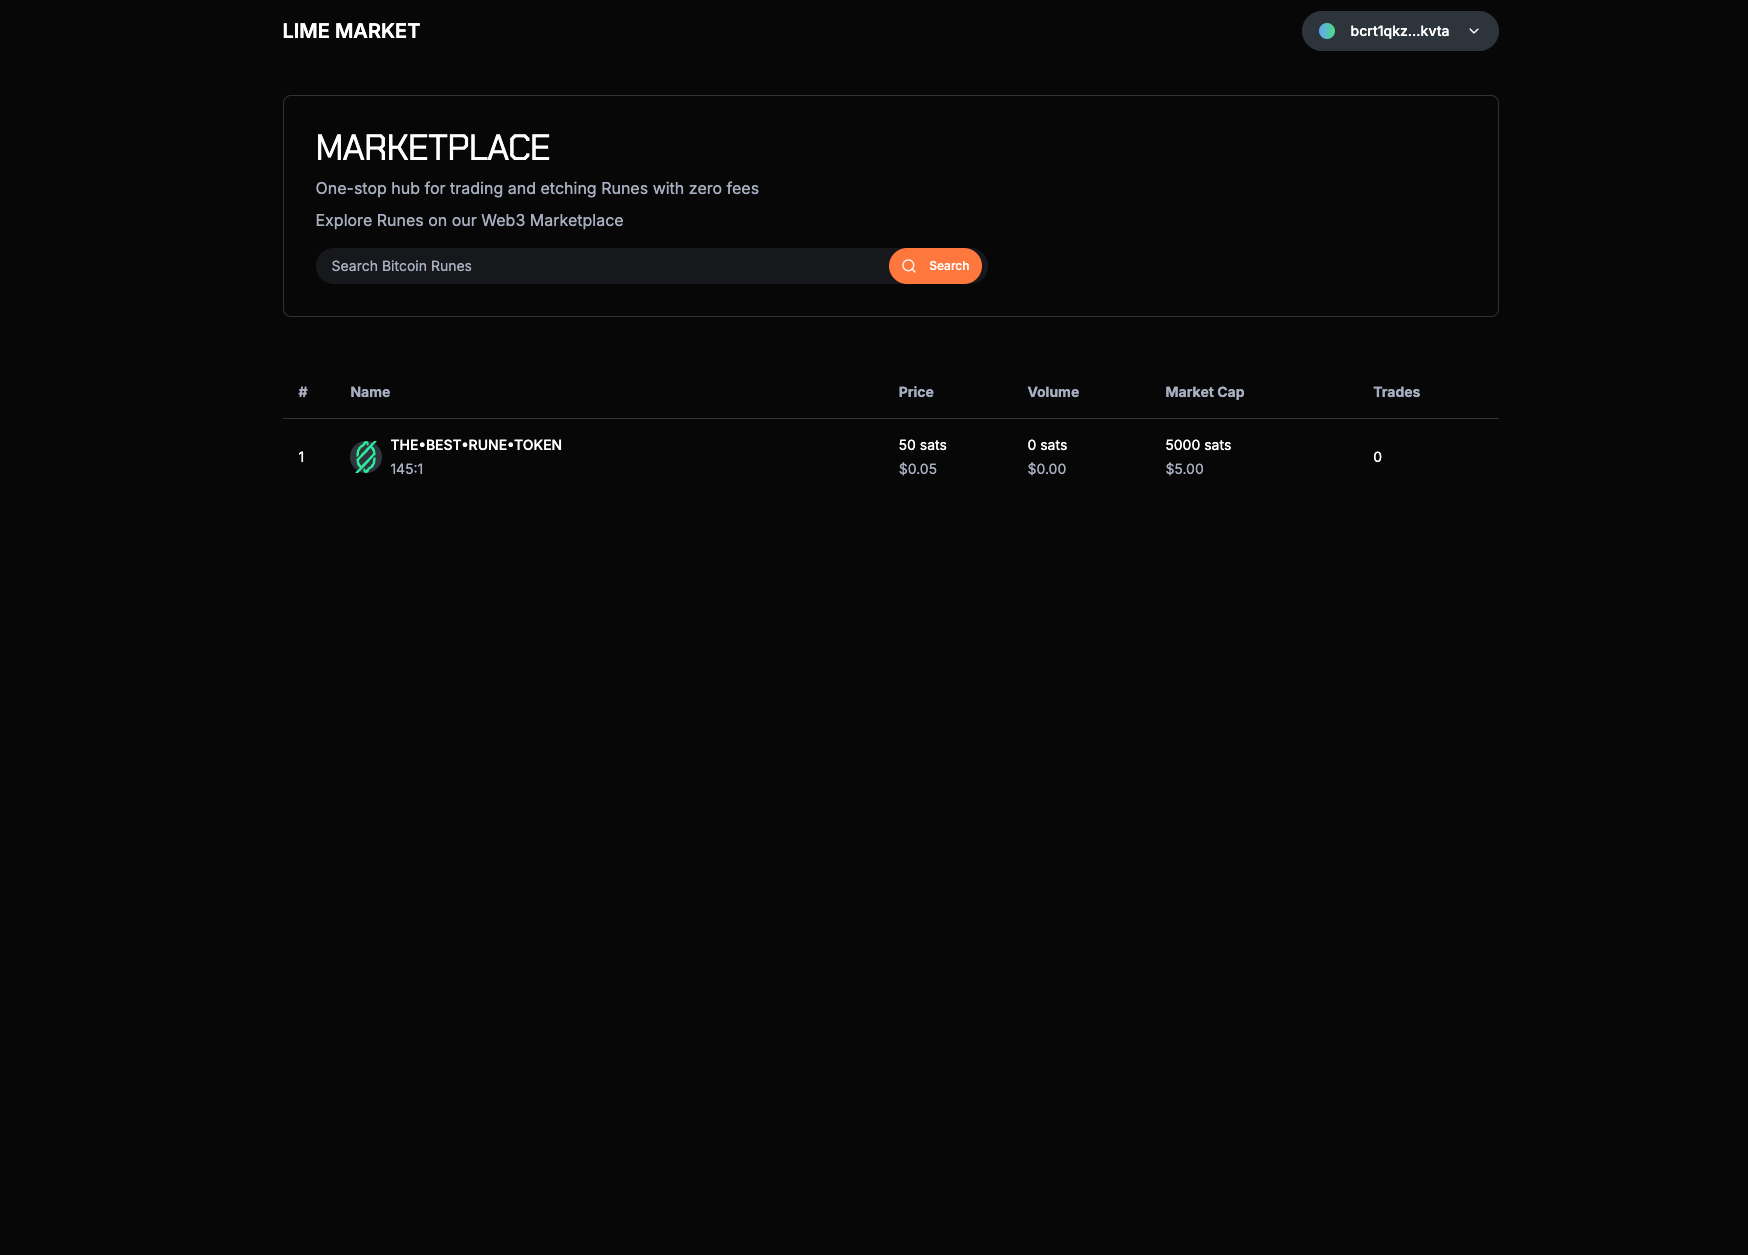 LIME MARKET
bcrt1qkz...kvta
MARKETPLACE
One-stop hub for trading and etching Runes with zero fees
Explore Runes on our Web3 Marketplace
Search Bitcoin Runes
Search
# Name Price Volume Market Cap Trades
1 THE•BEST•RUNE•TOKEN 50 sats 0 sats 5000 sats 0
145:1 $0.05 $0.00 $5.00